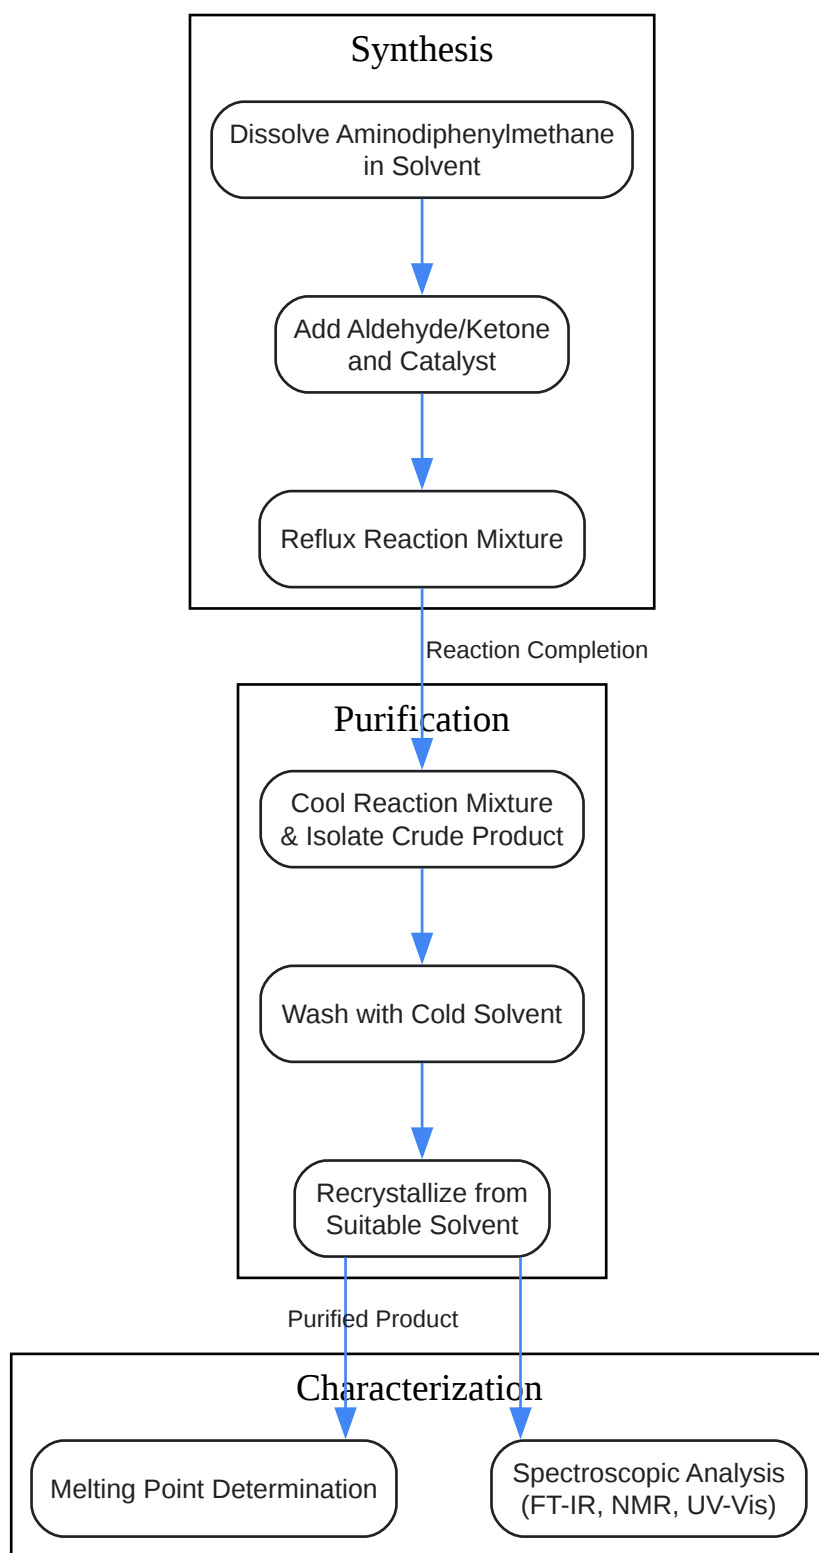 Synthesis
Dissolve Aminodiphenylmethane
in Solvent
Add Aldehyde/Ketone
and Catalyst
Reflux Reaction Mixture
Reaction Completion
Purification
Cool Reaction Mixture
& Isolate Crude Product
Wash with Cold Solvent
Recrystallize from
Suitable Solvent
Purified Product
Characterization
Melting Point Determination
Spectroscopic Analysis
(FT-IR, NMR, UV-Vis)